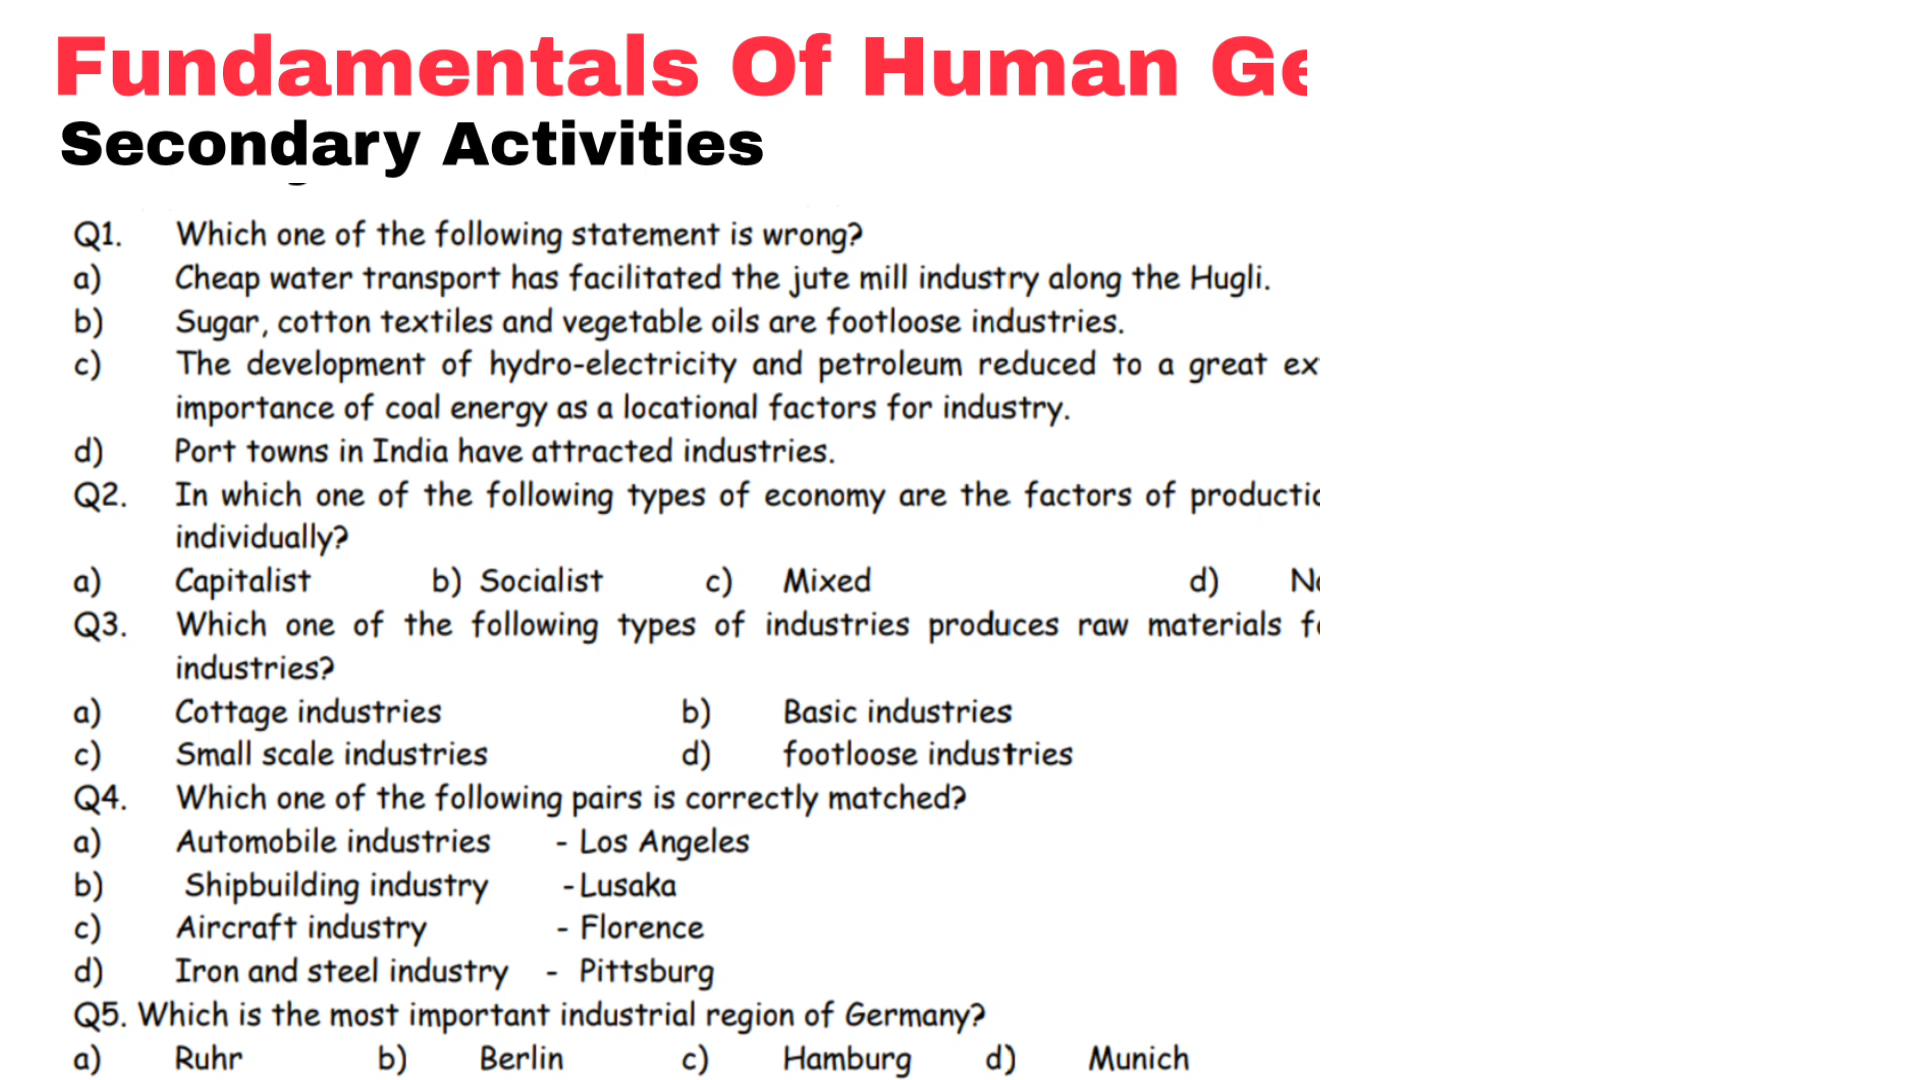 Fundamentals Of Human
Secondary Activities
Q1. Which one of the following statement is wrong?
a) Cheap water transport has facilitated the jute mill industry along the Hugli.
b) Sugar, cotton textiles and vegetable oils are footloose industries.
c) The development of hydro-electricity and petroleum reduced to a great
importance of coal energy as a locational factors for industry.
d) Port towns in India have attracted industries.
Q2. In which one of the following types of economy are the factors of
individually?
a) Capitalist b) Socialist c) Mixed d)
Q3. Which one of the following types of industries produces raw materials
industries?
a) Cottage industries b) Basic industries
c) Small scale industries d) footloose industries
Q4. Which one of the following pairs is correctly matched?
a) Automobile industries - Los Angeles
b) Shipbuilding industry - Lusaka
c) Aircraft industry - Florence
d) Iron and steel industry - Pittsburg
Q5. Which is the most important industrial region of Germany?
a) Ruhr b) Berlin c) Hamburg d) Munich